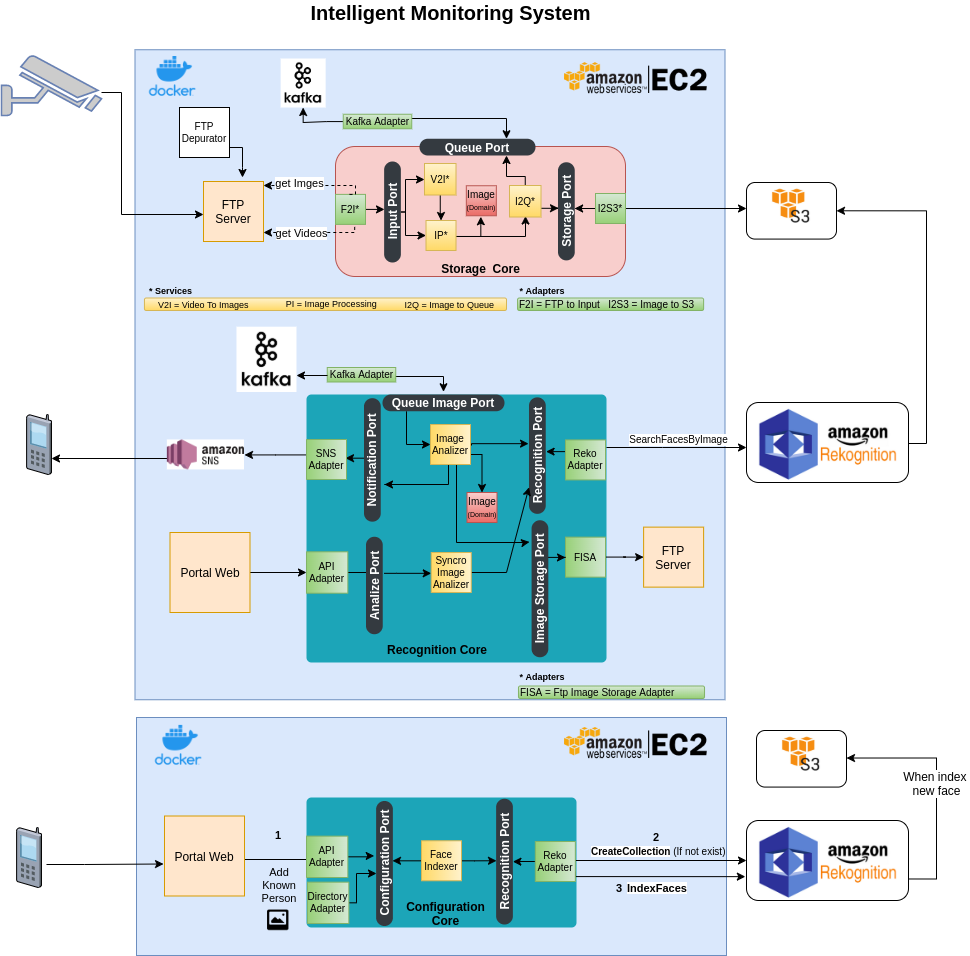 Intelligent Monitoring System
docker
kafka
amazon
web services™
EC2
FTP
Depurator
Kafka Adapter
Queue Port
FTP
Server
get Imges
get Videos
F2I*
Input Port
V2I*
IP*
Image
(Domain)
I2Q*
Storage Port
I2S3*
Storage Core
S3
* Services
V2I = Video To Images
PI = Image Processing
I2Q = Image to Queue
* Adapters
F2I = FTP to Input
I2S3 = Image to S3
kafka
Kafka Adapter
Queue Image Port
amazon
SNS
SNS
Adapter
Notification Port
Image
Analizer
Image
(Domain)
Recognition Port
Reko
Adapter
SearchFacesByImage
amazon
Rekognition
Portal Web
API
Adapter
Analize Port
Syncro
Image
Analizer
Image Storage Port
FISA
FTP
Server
Recognition Core
* Adapters
FISA = Ftp Image Storage Adapter
docker
amazon
web services™
EC2
S3
When index
new face
Portal Web
1
Add
Known
Person
API
Adapter
Directory
Adapter
Configuration Port
Face
Indexer
Recognition Port
Reko
Adapter
Configuration
Core
2
CreateCollection (If not exist)
3 IndexFaces
amazon
Rekognition